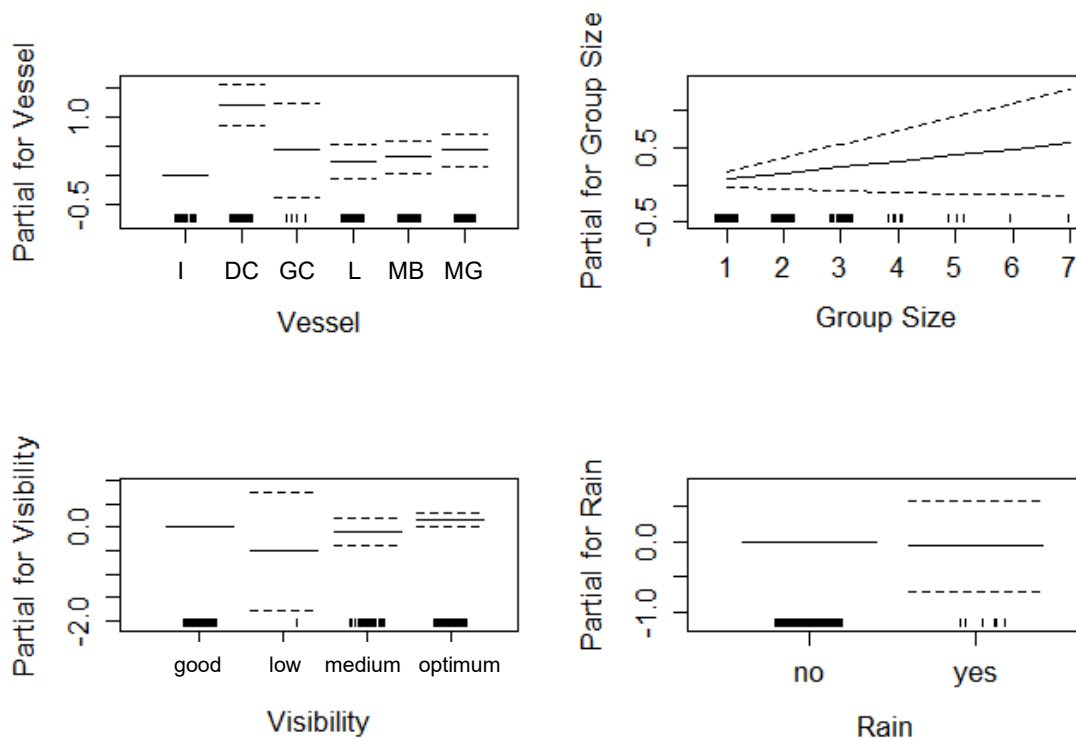 Partial for Vessel
1.0
-0.5
I DC GC L MB MG
Vessel
Partial for Group Size
0.5
-0.5
1 2 3 4 5 6 7
Group Size
Partial for Visibility
0.0
-2.0
good low medium optimum
Visibility
Partial for Rain
0.0
-1.0
no yes
Rain